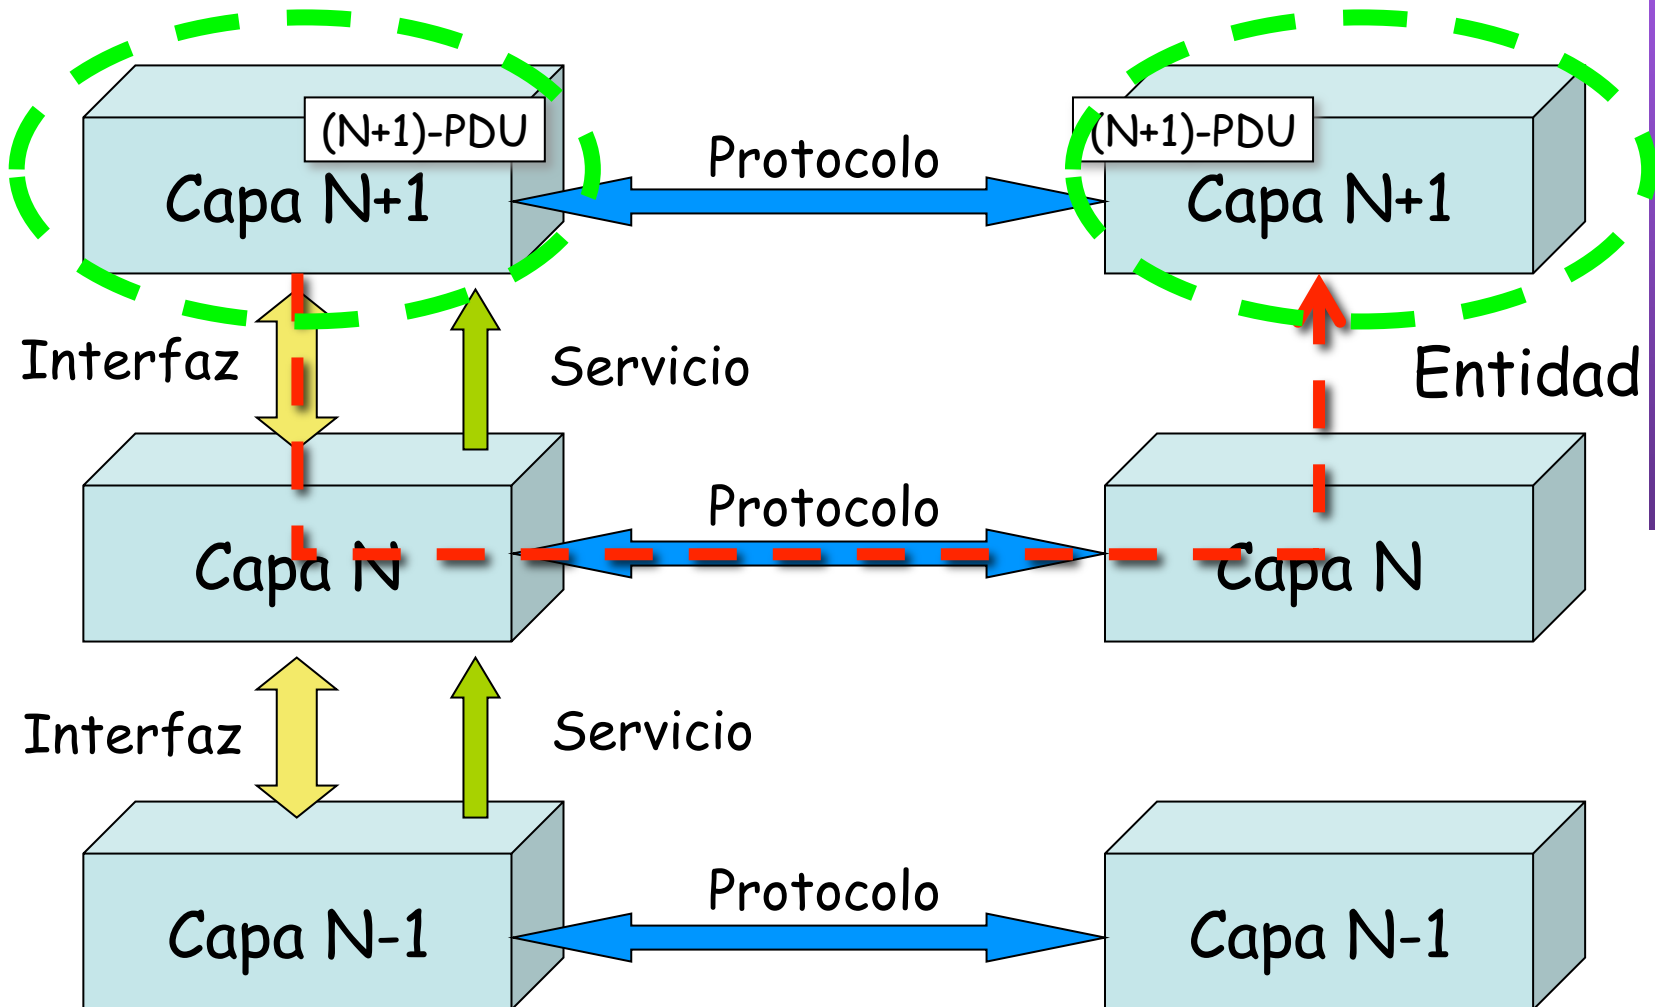 (N+1)-PDU
Capa N+1
Protocolo
(N+1)-PDU
Capa N+1
Interfaz
Servicio
Entidad
Capa N
Protocolo
Capa N
Interfaz
Servicio
Capa N-1
Protocolo
Capa N-1